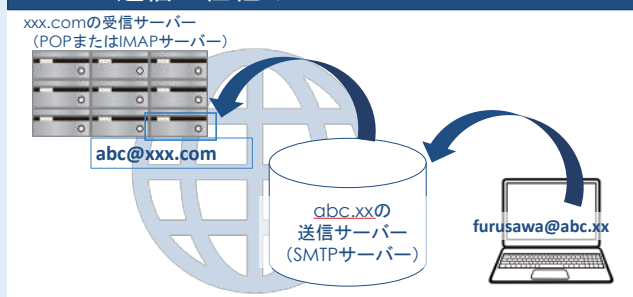 xxx.comの受信サーバー
（POPまたはIMAPサーバー）
abc@xxx.com
abc.xxの
送信サーバー
（SMTPサーバー）
furusawa@abc.xx